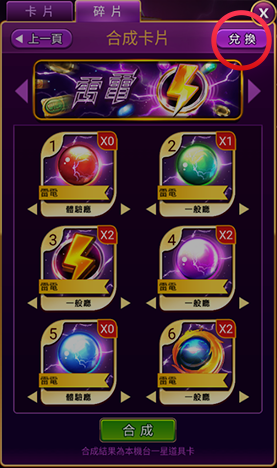 卡片
碎片
X
上一頁
合成卡片
兌換
雷電
1
X0
雷電
體驗廳
2
X1
雷電
一般廳
3
X2
雷電
一般廳
4
X2
雷電
一般廳
5
X0
雷電
體驗廳
6
X2
雷電
一般廳
合成
合成結果為本機台一星道具卡